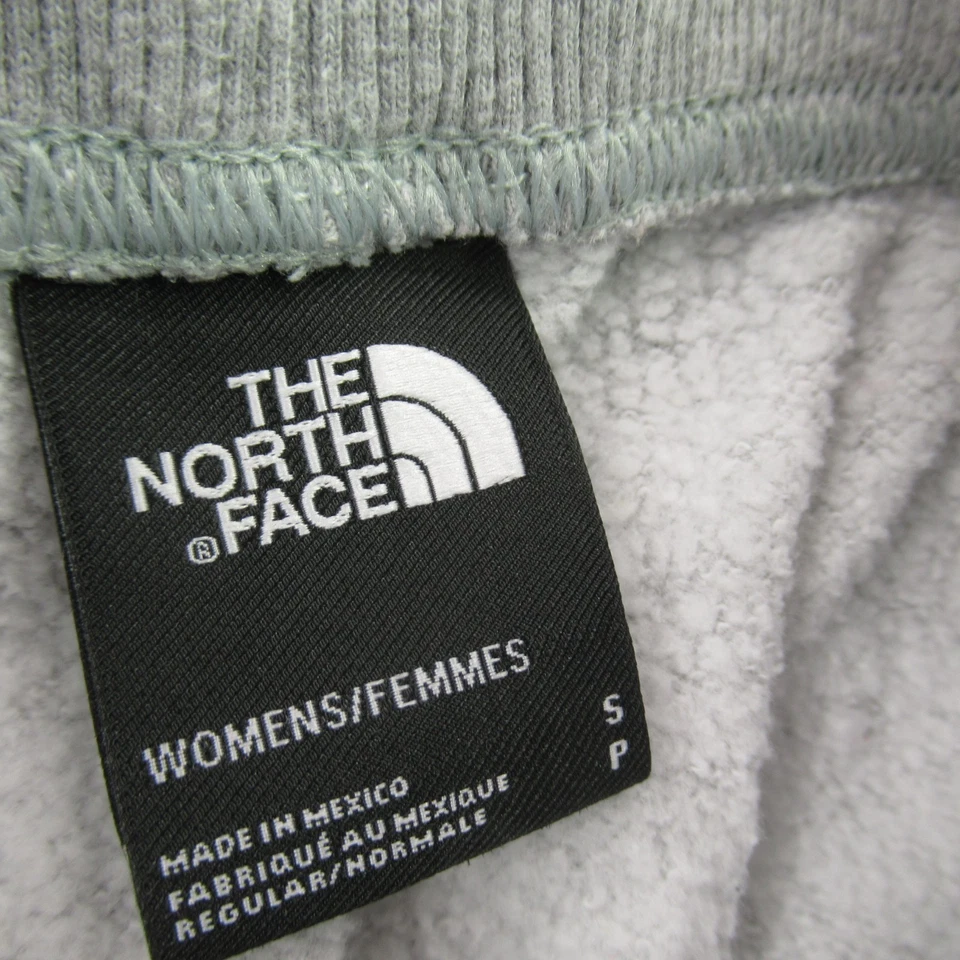 THE
NORTH
FACE
®
WOMENS/FEMMES
S
P
MADE IN MEXICO
FABRIQUÉ AU MEXIQUE
REGULAR/NORMALE